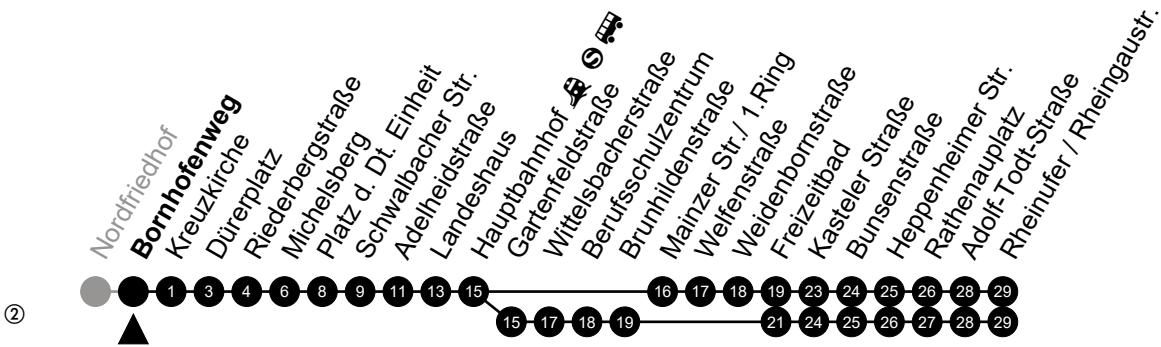 Nordfriedhof
Bornhofenweg
Kreuzkirche
Dürerplatz
Riederbergstraße
Michelsberg
Platz d. Dt. Einheit
Schwalbacher Str.
Adelheidstraße
Landeshaus
Hauptbahnhof S
Gartenfeldstraße
Wittelsbacherstraße
Berufsschulzentrum
Brunhildenstraße
Mainzer Str./ 1.Ring
Welfenstraße
Weidenbornstraße
Freizeitbad
Kasteler Straße
Bunsenstraße
Heppenheimer Str.
Rathenauplatz
Adolf-Todt-Straße
Rheinufer / Rheingaustr.
1 3 4 6 8 9 11 13 15 16 17 18 19 23 24 25 26 28 29
② 15 17 18 19 21 24 25 26 27 28 29